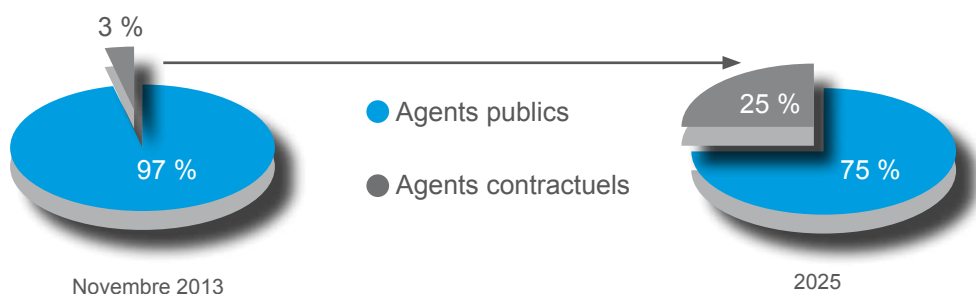 3 %
97 %
Agents publics
Agents contractuels
25 %
75 %
Novembre 2013
2025